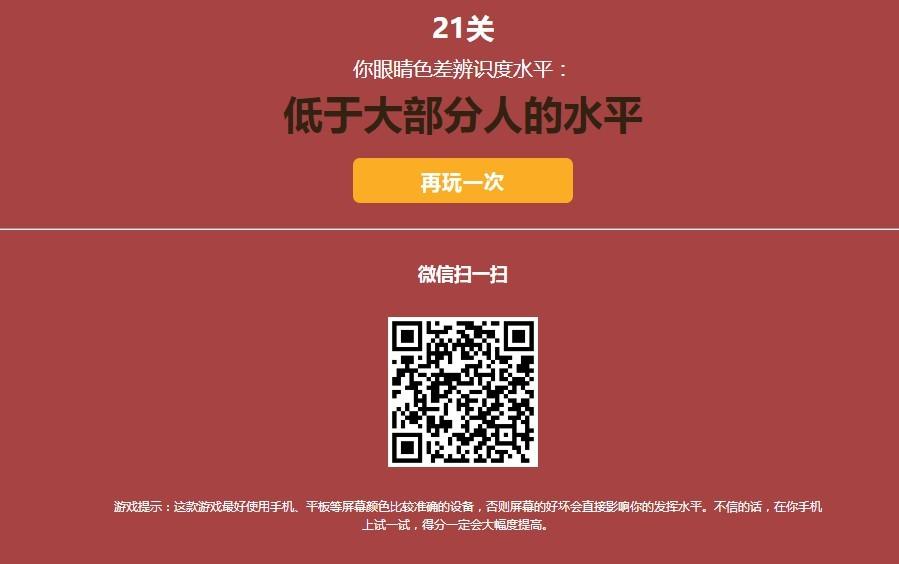 21关
你眼睛色差辨识度水平：
低于大部分人的水平
再玩一次
微信扫一扫
游戏提示：这款游戏最好使用手机、平板等屏幕颜色比较准确的设备，否则屏幕的好坏会直接影响你的发挥水平。不信的话，在你手机
上试一试，得分一定会大幅度提高。